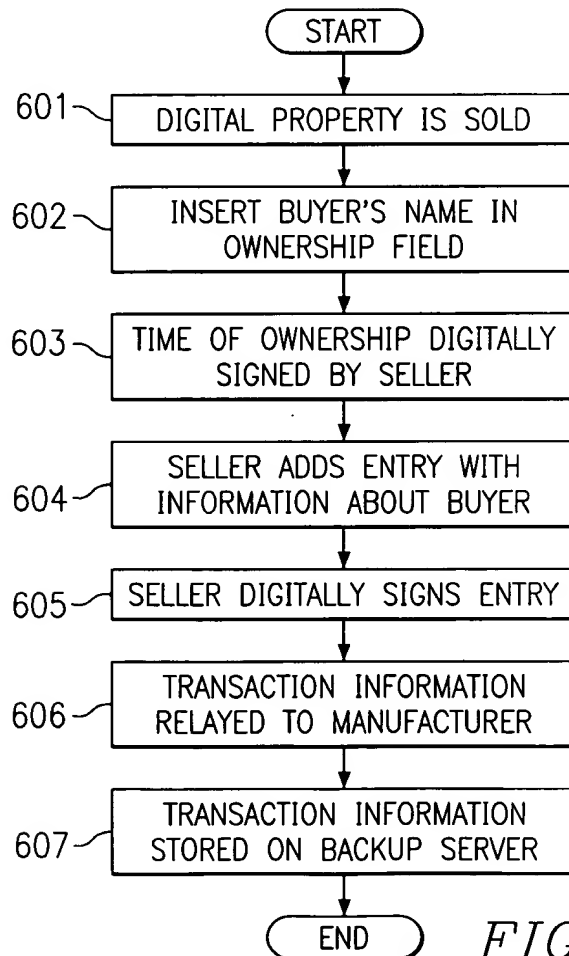 START
601
DIGITAL PROPERTY IS SOLD
602
INSERT BUYER'S NAME IN
OWNERSHIP FIELD
603
TIME OF OWNERSHIP DIGITALLY
SIGNED BY SELLER
604
SELLER ADDS ENTRY WITH
INFORMATION ABOUT BUYER
605
SELLER DIGITALLY SIGNS ENTRY
606
TRANSACTION INFORMATION
RELAYED TO MANUFACTURER
607
TRANSACTION INFORMATION
STORED ON BACKUP SERVER
END
FIG